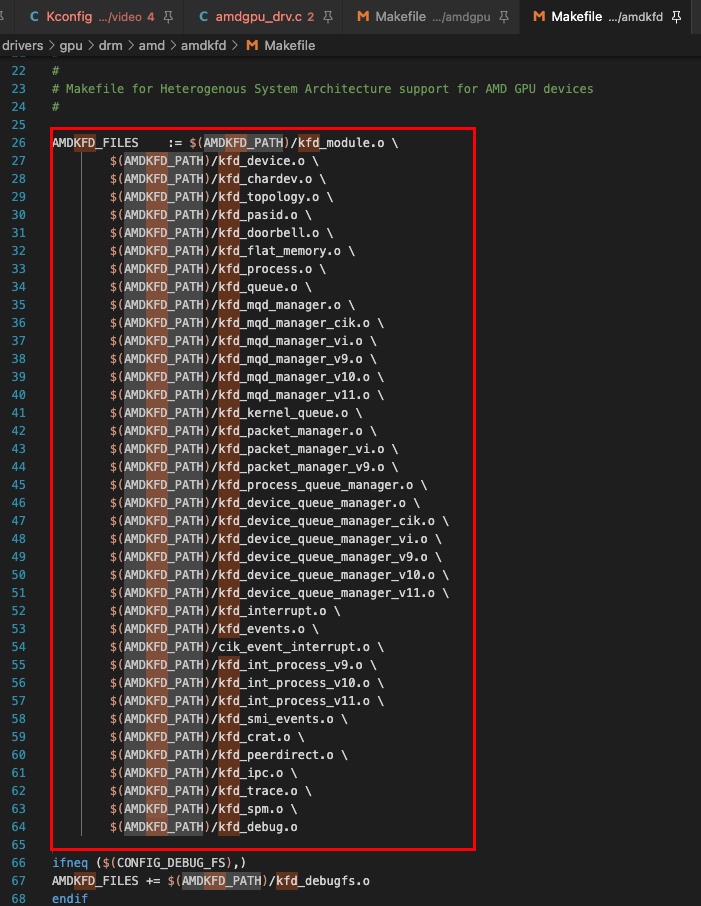 C Kconfig .../video 4
C amdgpu_drv.c 2
M Makefile .../amdgpu
M Makefile .../amdkfd
drivers > gpu > drm > amd > amdkfd > M Makefile
22 #
23 # Makefile for Heterogenous System Architecture support for AMD GPU devices
24 #
25
26 AMDKFD_FILES := $(AMDKFD_PATH)/kfd_module.o \
27 $(AMDKFD_PATH)/kfd_device.o \
28 $(AMDKFD_PATH)/kfd_chardev.o \
29 $(AMDKFD_PATH)/kfd_topology.o \
30 $(AMDKFD_PATH)/kfd_pasid.o \
31 $(AMDKFD_PATH)/kfd_doorbell.o \
32 $(AMDKFD_PATH)/kfd_flat_memory.o \
33 $(AMDKFD_PATH)/kfd_process.o \
34 $(AMDKFD_PATH)/kfd_queue.o \
35 $(AMDKFD_PATH)/kfd_mqd_manager.o \
36 $(AMDKFD_PATH)/kfd_mqd_manager_cik.o \
37 $(AMDKFD_PATH)/kfd_mqd_manager_vi.o \
38 $(AMDKFD_PATH)/kfd_mqd_manager_v9.o \
39 $(AMDKFD_PATH)/kfd_mqd_manager_v10.o \
40 $(AMDKFD_PATH)/kfd_mqd_manager_v11.o \
41 $(AMDKFD_PATH)/kfd_kernel_queue.o \
42 $(AMDKFD_PATH)/kfd_packet_manager.o \
43 $(AMDKFD_PATH)/kfd_packet_manager_vi.o \
44 $(AMDKFD_PATH)/kfd_packet_manager_v9.o \
45 $(AMDKFD_PATH)/kfd_process_queue_manager.o \
46 $(AMDKFD_PATH)/kfd_device_queue_manager.o \
47 $(AMDKFD_PATH)/kfd_device_queue_manager_cik.o \
48 $(AMDKFD_PATH)/kfd_device_queue_manager_vi.o \
49 $(AMDKFD_PATH)/kfd_device_queue_manager_v9.o \
50 $(AMDKFD_PATH)/kfd_device_queue_manager_v10.o \
51 $(AMDKFD_PATH)/kfd_device_queue_manager_v11.o \
52 $(AMDKFD_PATH)/kfd_interrupt.o \
53 $(AMDKFD_PATH)/kfd_events.o \
54 $(AMDKFD_PATH)/cik_event_interrupt.o \
55 $(AMDKFD_PATH)/kfd_int_process_v9.o \
56 $(AMDKFD_PATH)/kfd_int_process_v10.o \
57 $(AMDKFD_PATH)/kfd_int_process_v11.o \
58 $(AMDKFD_PATH)/kfd_smi_events.o \
59 $(AMDKFD_PATH)/kfd_crat.o \
60 $(AMDKFD_PATH)/kfd_peerdirect.o \
61 $(AMDKFD_PATH)/kfd_ipc.o \
62 $(AMDKFD_PATH)/kfd_trace.o \
63 $(AMDKFD_PATH)/kfd_spm.o \
64 $(AMDKFD_PATH)/kfd_debug.o
65
66 ifneq ($(CONFIG_DEBUG_FS),)
67 AMDKFD_FILES += $(AMDKFD_PATH)/kfd_debugfs.o
68 endif